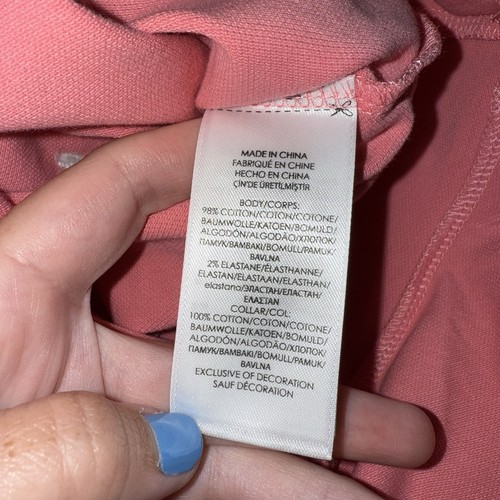 MADE IN CHINA
FABRIQUÉ EN CHINE
HECHO EN CHINA
ÇİN'DE ÜRETİLMİŞTİR
BODY/CORPS:
98% COTTON/COTON/COTONE/
BAUMWOLLE/KATOEN/BOMULD/
ALGODÓN/ALGODÃO/ХЛОПОК/
ПАМУК/BAMBAKI/BOMULL/PAMUK/
BAVLNA
2% ELASTANE/ÉLASTHANNE/
ELASTAN/ELASTAAN/ELASTHAN/
elastano/ЭЛАСТАН/ЕЛАСТАН/
ΕΛΑΣΤΑΝ
COLLAR/COL:
100% COTTON/COTON/COTONE/
BAUMWOLLE/KATOEN/BOMULD/
ALGODÓN/ALGODÃO/ХЛОПОК/
ПАМУК/BAMBAKI/BOMULL/PAMUK/
BAVLNA
EXCLUSIVE OF DECORATION
SAUF DÉCORATION